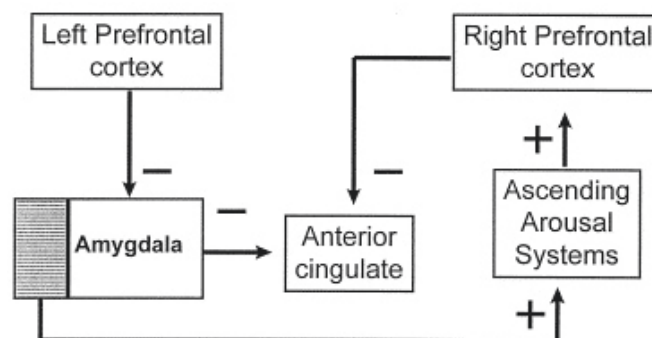 Left Prefrontal
cortex
Right Prefrontal
cortex
−
−
+
−
Amygdala
Anterior
cingulate
Ascending
Arousal
Systems
+